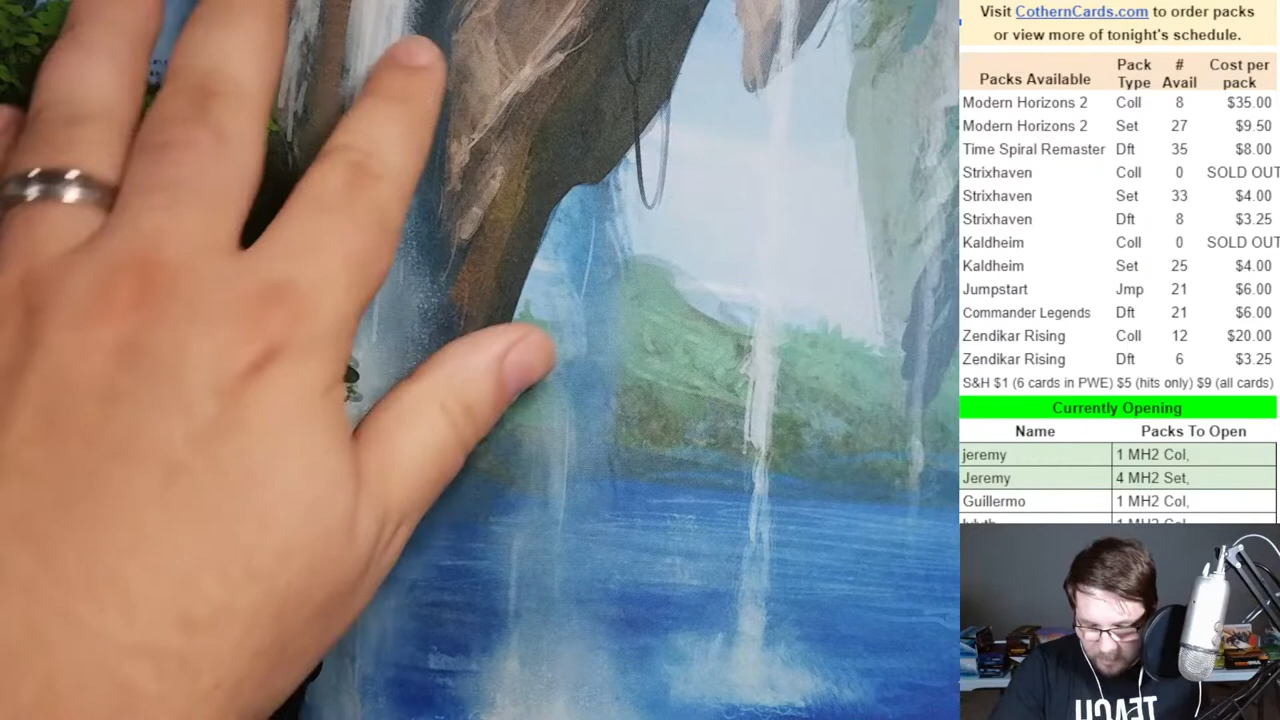 Visit CothernCards.com to order packs
or view more of tonight's schedule.
Packs Available Pack Type # Avail Cost per pack
Modern Horizons 2 Coll 8 $35.00
Modern Horizons 2 Set 27 $9.50
Time Spiral Remaster Dft 35 $8.00
Strixhaven Coll 0 SOLD OUT
Strixhaven Set 33 $4.00
Strixhaven Dft 8 $3.25
Kaldheim Coll 0 SOLD OUT
Kaldheim Set 25 $4.00
Jumpstart Jmp 21 $6.00
Commander Legends Dft 21 $6.00
Zendikar Rising Coll 12 $20.00
Zendikar Rising Dft 6 $3.25
S&H $1 (6 cards in PWE) $5 (hits only) $9 (all cards)
Currently Opening
Name Packs To Open
jeremy 1 MH2 Col,
Jeremy 4 MH2 Set,
Guillermo 1 MH2 Col,
1 MH2 Col,
TEACH